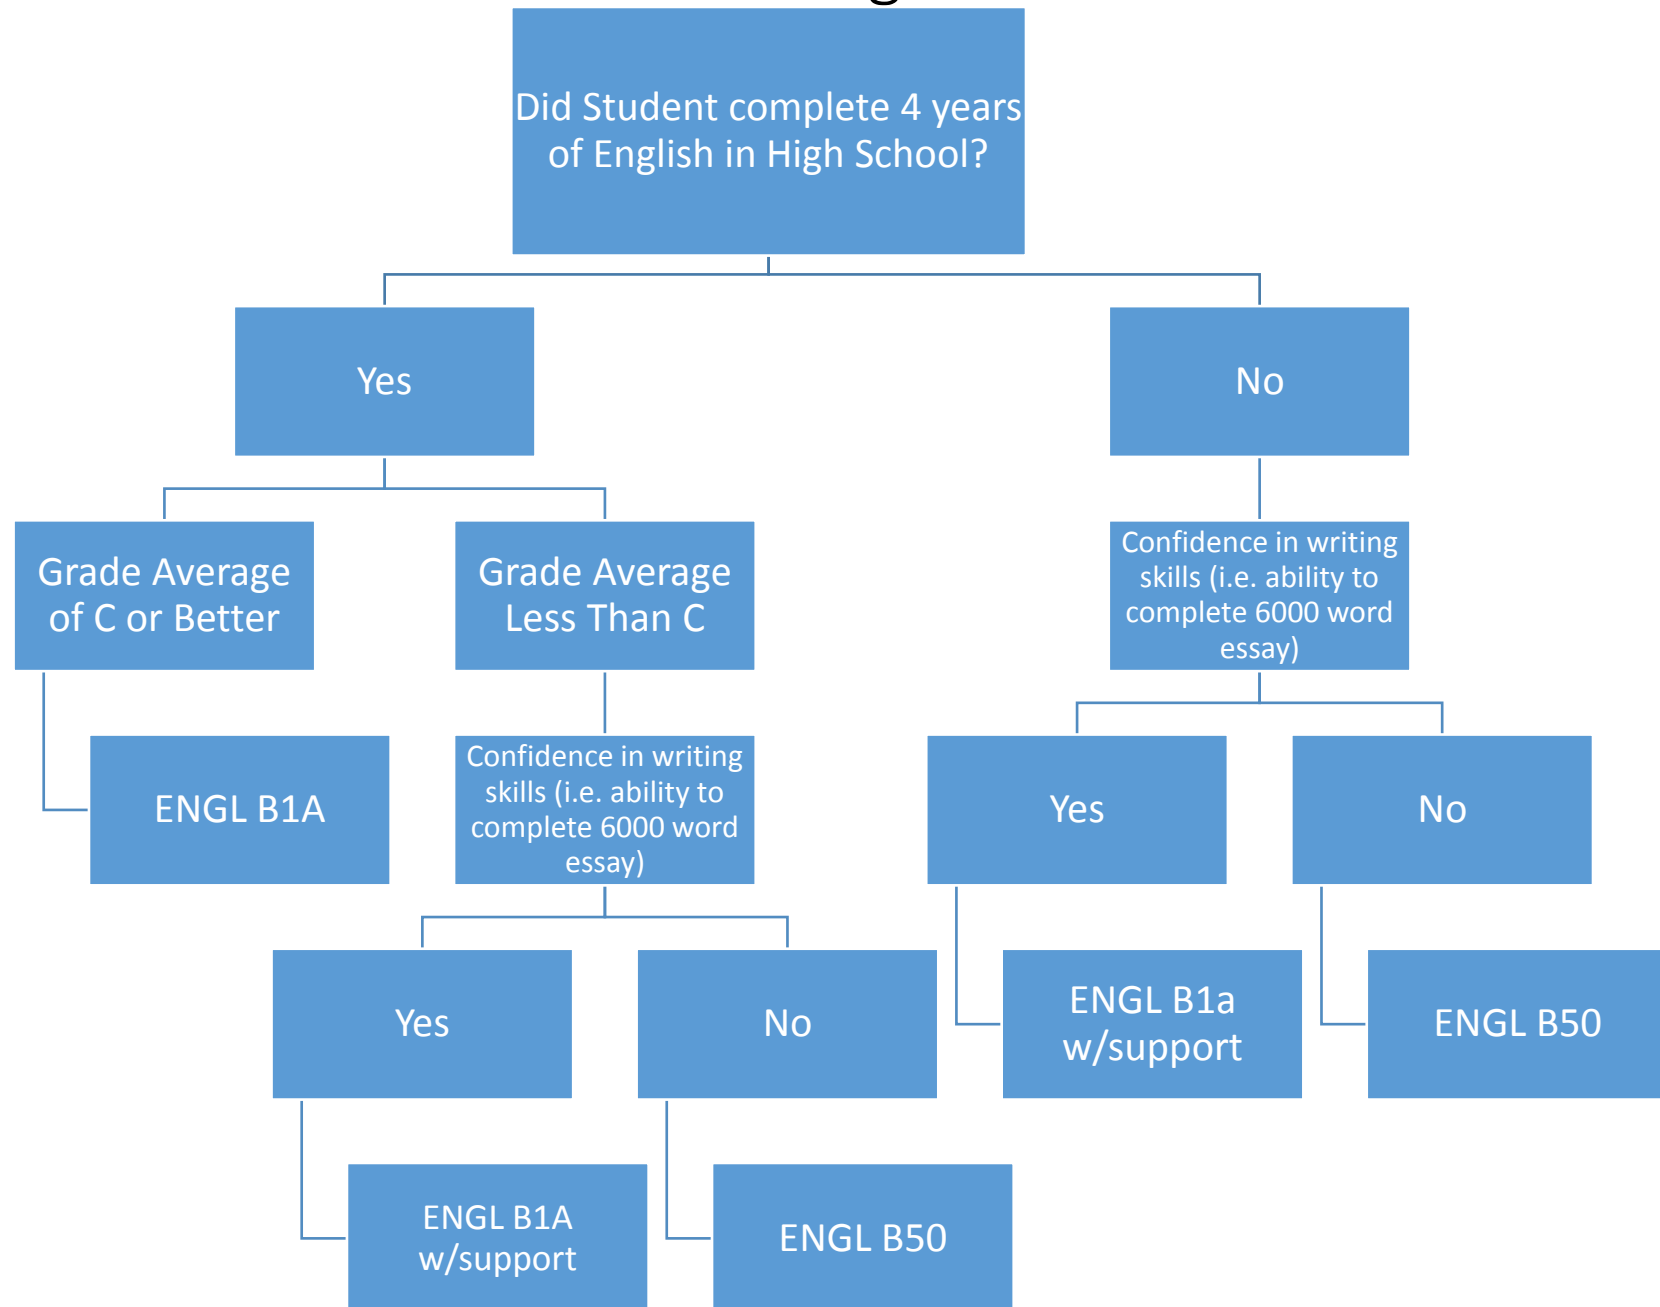 Did Student complete 4 years
of English in High School?
Yes
No
Grade Average
of C or Better
Grade Average
Less Than C
Confidence in writing
skills (i.e. ability to
complete 6000 word
essay)
ENGL B1A
Confidence in writing
skills (i.e. ability to
complete 6000 word
essay)
Yes
No
Yes
No
ENGL B1a
w/support
ENGL B50
ENGL B1A
w/support
ENGL B50